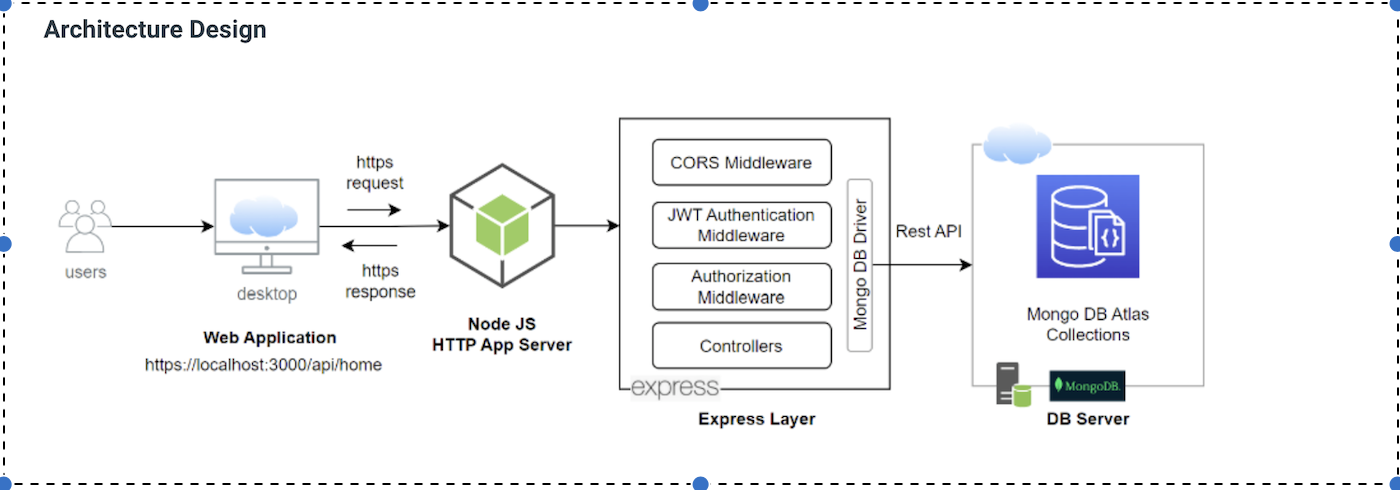 Architecture Design
https
request
https
response
users
desktop
Web Application
https://localhost:3000/api/home
Node JS
HTTP App Server
CORS Middleware
JWT Authentication
Middleware
Authorization
Middleware
Controllers
Mongo DB Driver
express
Express Layer
Rest API
{}
Mongo DB Atlas
Collections
MongoDB.
DB Server